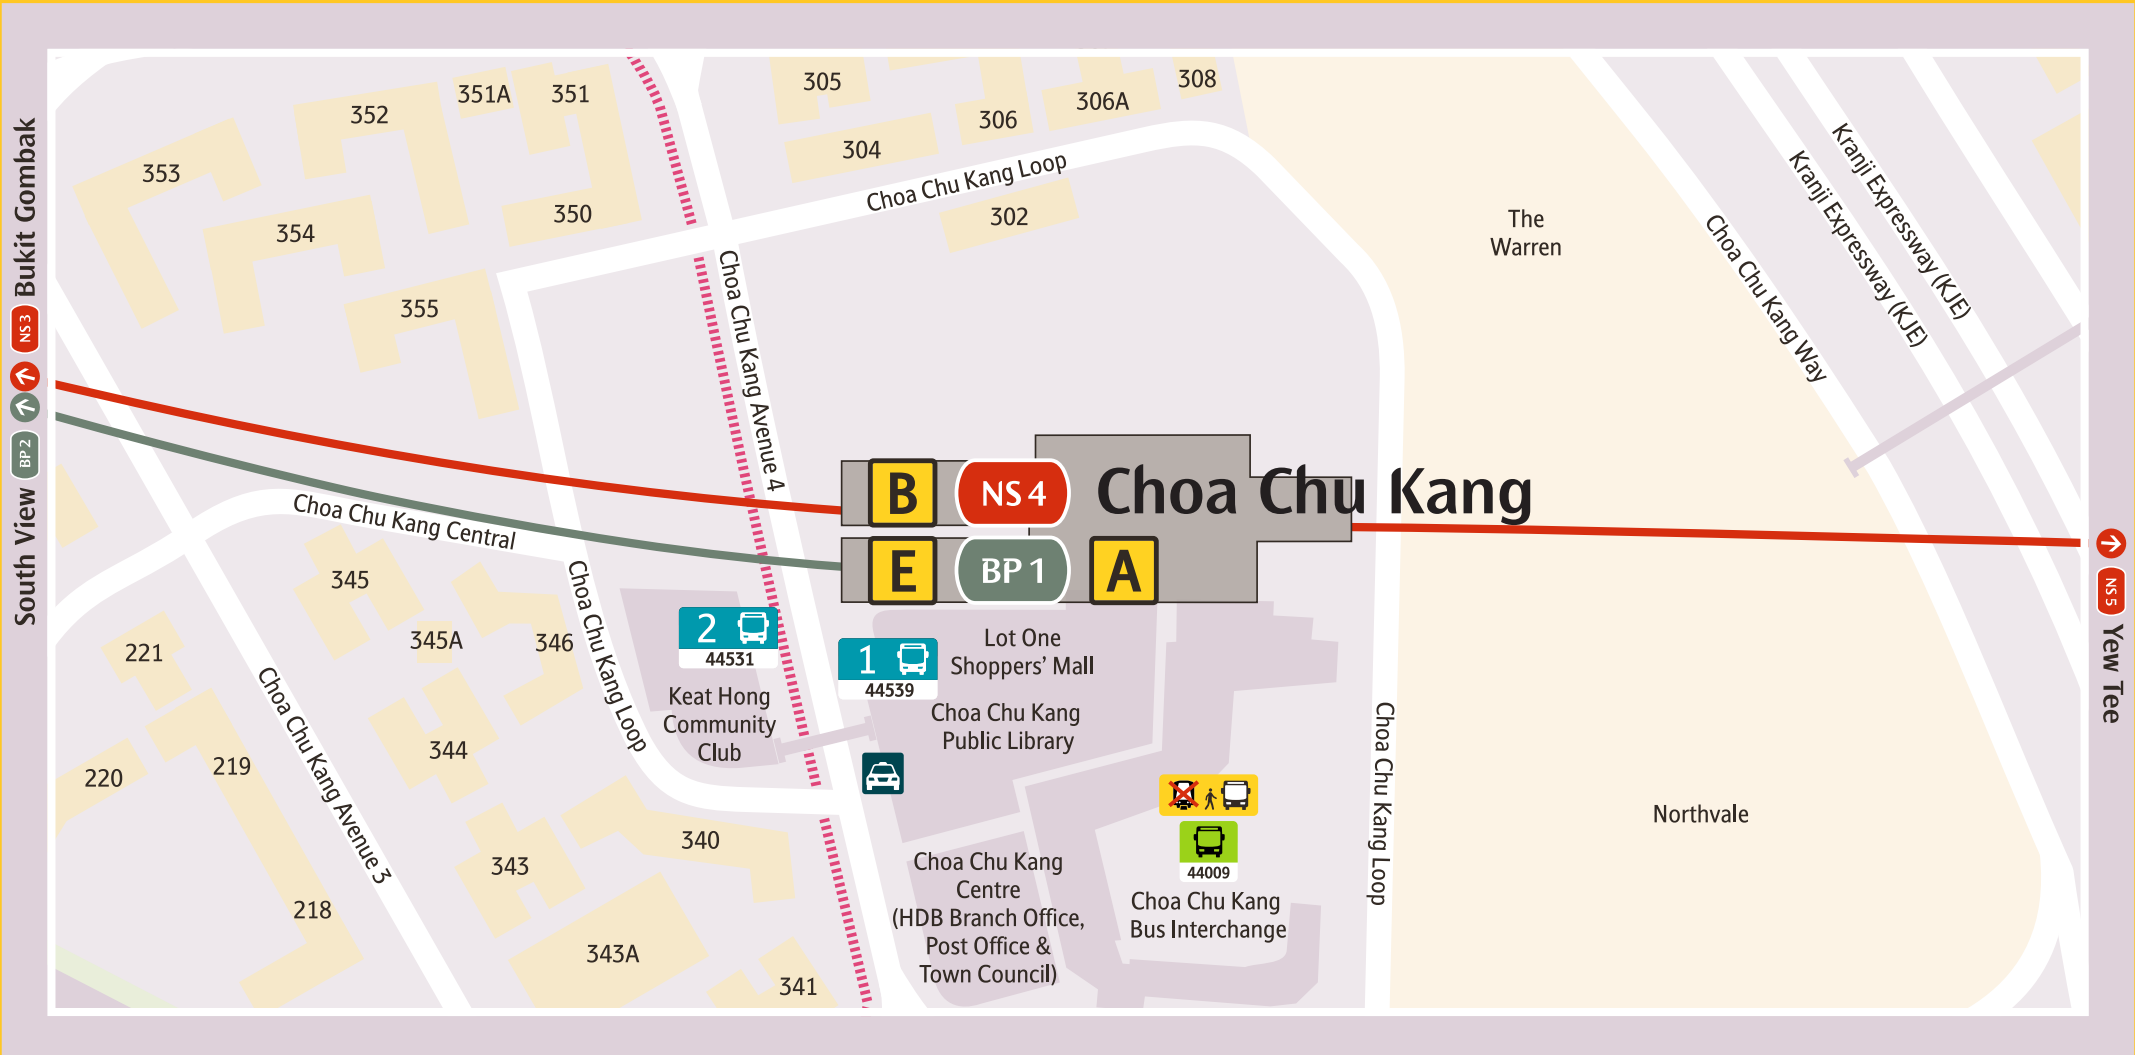 353
352
351A
351
354
350
355
305
304
306
306A
308
302
Choa Chu Kang Loop
Choa Chu Kang Avenue 4
The
Warren
Choa Chu Kang Way
Kranji Expressway (KJE)
Kranji Expressway (KJE)
Bukit Gombak
NS 3
BP 2
South View
Choa Chu Kang Central
B
NS 4
Choa Chu Kang
E
BP 1
A
NS 5
Yew Tee
345
345A
346
221
220
219
218
344
343
343A
340
341
Choa Chu Kang Avenue 3
Choa Chu Kang Loop
2
44531
Keat Hong
Community
Club
1
44539
Lot One
Shoppers’ Mall
Choa Chu Kang
Public Library
Choa Chu Kang
Centre
(HDB Branch Office,
Post Office &
Town Council)
44009
Choa Chu Kang
Bus Interchange
Choa Chu Kang Loop
Northvale